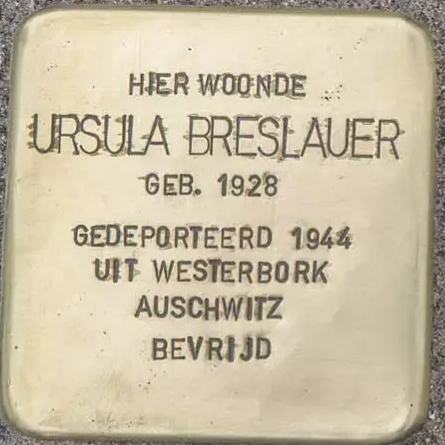 HIER WOONDE
URSULA BRESLAUER
GEB. 1928
GEDEPORTEERD 1944
UIT WESTERBORK
AUSCHWITZ
BEVRIJD